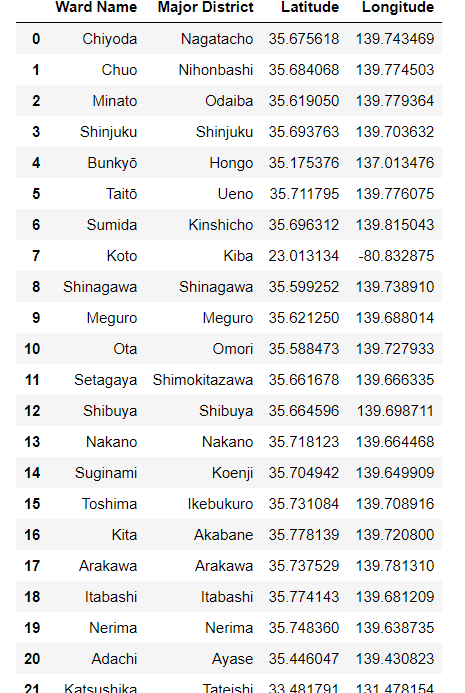 Ward Name Major District Latitude Longitude
0 Chiyoda Nagatacho 35.675618 139.743469
1 Chuo Nihonbashi 35.684068 139.774503
2 Minato Odaiba 35.619050 139.779364
3 Shinjuku Shinjuku 35.693763 139.703632
4 Bunkyō Hongo 35.175376 137.013476
5 Taitō Ueno 35.711795 139.776075
6 Sumida Kinshicho 35.696312 139.815043
7 Koto Kiba 23.013134 -80.832875
8 Shinagawa Shinagawa 35.599252 139.738910
9 Meguro Meguro 35.621250 139.688014
10 Ota Omori 35.588473 139.727933
11 Setagaya Shimokitazawa 35.661678 139.666335
12 Shibuya Shibuya 35.664596 139.698711
13 Nakano Nakano 35.718123 139.664468
14 Suginami Koenji 35.704942 139.649909
15 Toshima Ikebukuro 35.731084 139.708916
16 Kita Akabane 35.778139 139.720800
17 Arakawa Arakawa 35.737529 139.781310
18 Itabashi Itabashi 35.774143 139.681209
19 Nerima Nerima 35.748360 139.638735
20 Adachi Ayase 35.446047 139.430823
21 Katsushika Tateishi 33.481791 131.478154